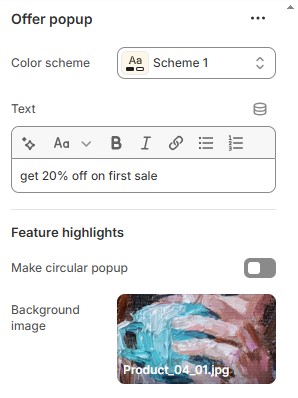 Offer popup
Color scheme
Aa
Scheme 1
Text
Aa
B
I
get 20% off on first sale
Feature highlights
Make circular popup
Background
image
Product_04_01.jpg